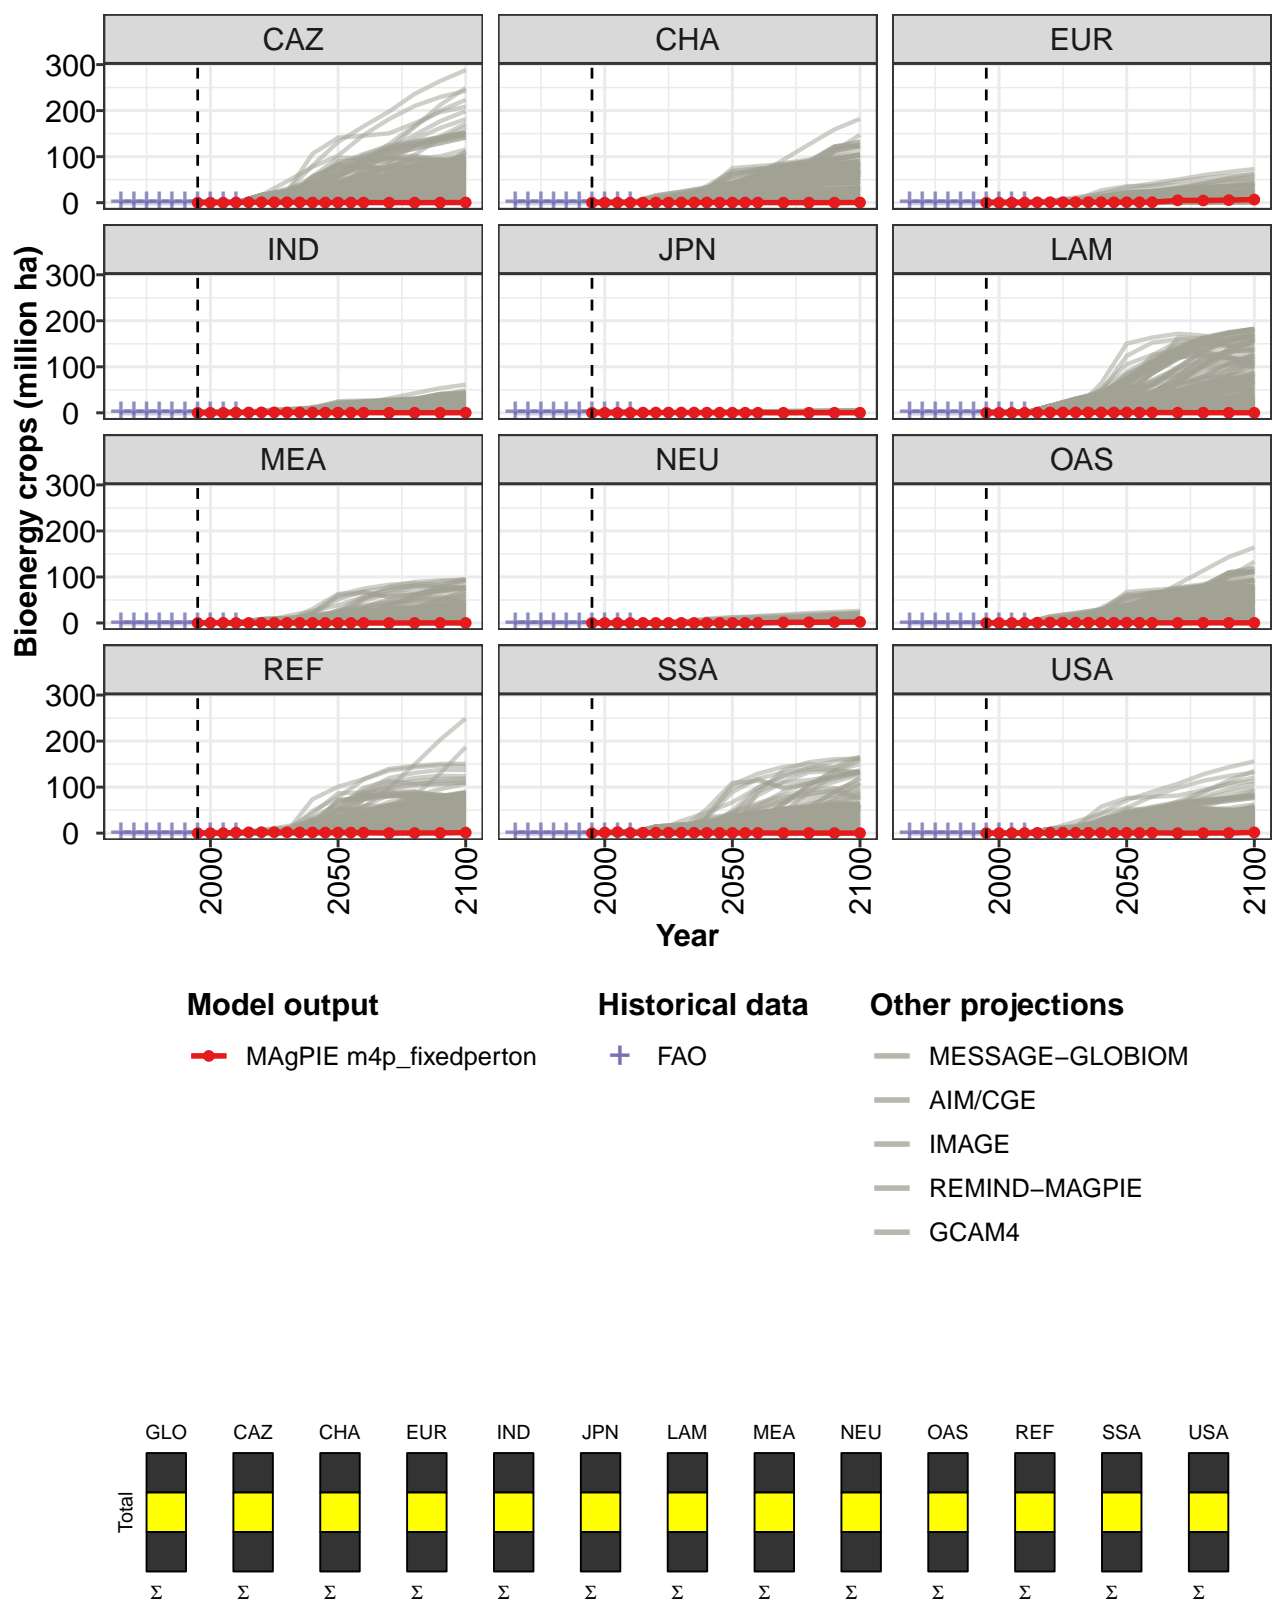 CAZ CHA EUR
300
200
100
0
IND JPN LAM
300
200
100
0
Bioenergy crops (million ha)
MEA NEU OAS
300
200
100
0
REF SSA USA
300
200
100
0
2000 2050 2100 2000 2050 2100 2000 2050 2100
Year
Model output Historical data Other projections
MAgPIE m4p_fixedperton FAO MESSAGE−GLOBIOM
AIM/CGE
IMAGE
REMIND−MAGPIE
GCAM4
GLO CAZ CHA EUR IND JPN LAM MEA NEU OAS REF SSA USA
Total
Σ Σ Σ Σ Σ Σ Σ Σ Σ Σ Σ Σ Σ